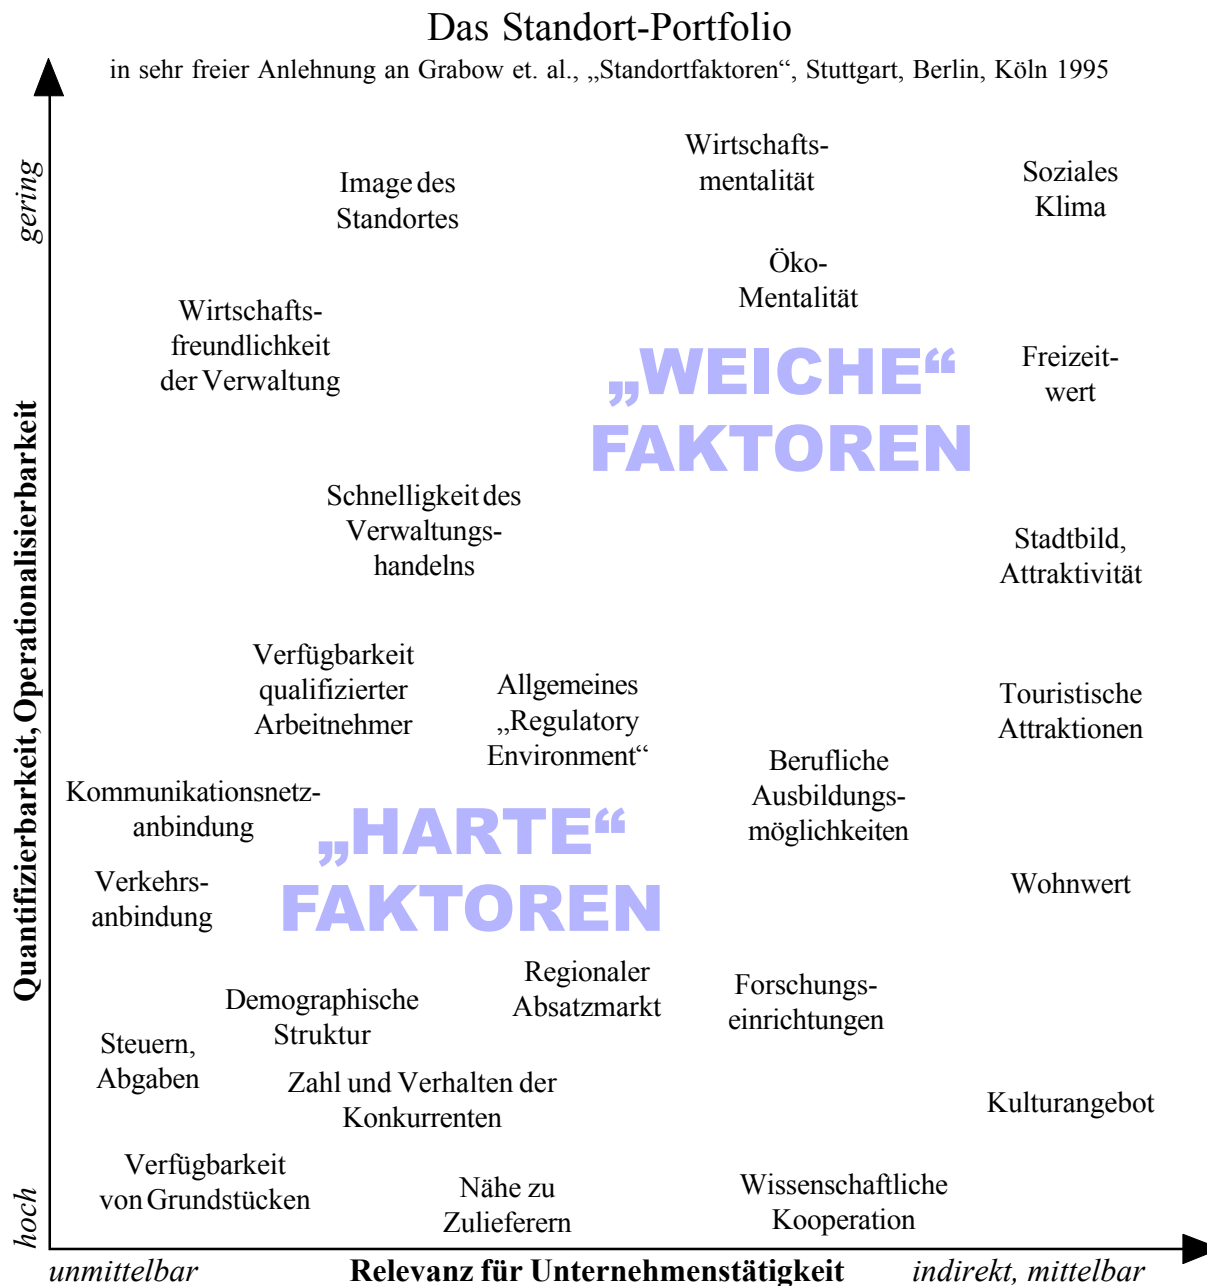 Das Standort-Portfolio
in sehr freier Anlehnung an Grabow et. al., „Standortfaktoren“, Stuttgart, Berlin, Köln 1995
gering
Quantifizierbarkeit, Operationalisierbarkeit
hoch
Wirtschafts-
mentalität
Image des
Standortes
Soziales
Klima
Öko-
Mentalität
Wirtschafts-
freundlichkeit
der Verwaltung
„WEICHE“
FAKTOREN
Freizeit-
wert
Schnelligkeit des
Verwaltungs-
handelns
Stadtbild,
Attraktivität
Verfügbarkeit
qualifizierter
Arbeitnehmer
Allgemeines
„Regulatory
Environment“
Touristische
Attraktionen
Berufliche
Ausbildungs-
möglichkeiten
Kommunikationsnetz-
anbindung
„HARTE“
FAKTOREN
Verkehrs-
anbindung
Wohnwert
Regionaler
Absatzmarkt
Forschungs-
einrichtungen
Demographische
Struktur
Steuern,
Abgaben
Zahl und Verhalten der
Konkurrenten
Kulturangebot
Verfügbarkeit
von Grundstücken
Nähe zu
Zulieferern
Wissenschaftliche
Kooperation
unmittelbar
Relevanz für Unternehmenstätigkeit
indirekt, mittelbar